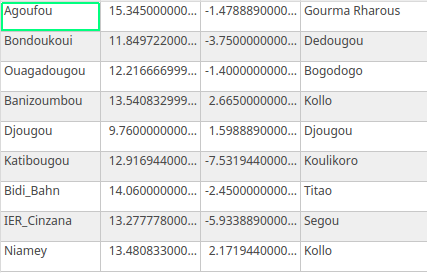 Agoufou 15.345000000... -1.4788890000... Gourma Rharous
Bondoukoui 11.849722000... -3.7500000000... Dedougou
Ouagadougou 12.216666999... -1.4000000000... Bogodogo
Banizoumbou 13.540832999... 2.6650000000... Kollo
Djougou 9.7600000000... 1.5988890000... Djougou
Katibougou 12.916944000... -7.5319440000... Koulikoro
Bidi_Bahn 14.060000000... -2.4500000000... Titao
IER_Cinzana 13.277778000... -5.9338890000... Segou
Niamey 13.480833000... 2.1719440000... Kollo